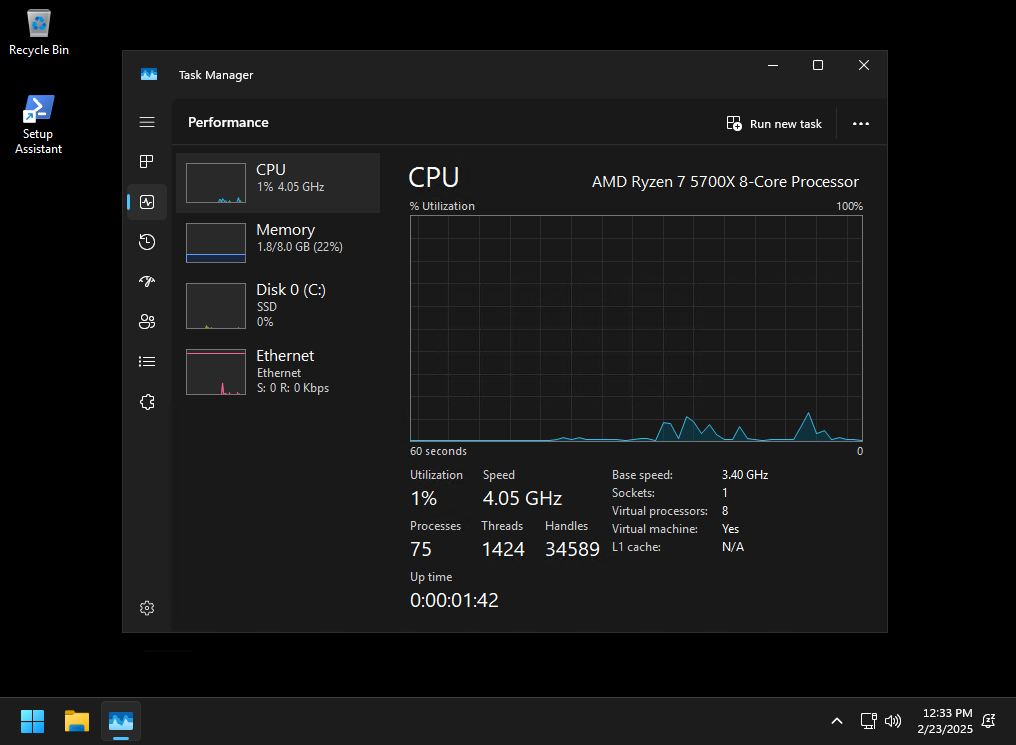 Recycle Bin
Setup
Assistant
Task Manager
Performance
Run new task
CPU
1% 4.05 GHz
Memory
1.8/8.0 GB (22%)
Disk 0 (C:)
SSD
0%
Ethernet
Ethernet
S: 0 R: 0 Kbps
CPU
AMD Ryzen 7 5700X 8-Core Processor
% Utilization
100%
60 seconds
0
Utilization
Speed
1%
4.05 GHz
Processes
Threads
Handles
75
1424
34589
Up time
0:00:01:42
Base speed:
3.40 GHz
Sockets:
1
Virtual processors:
8
Virtual machine:
Yes
L1 cache:
N/A
12:33 PM
2/23/2025